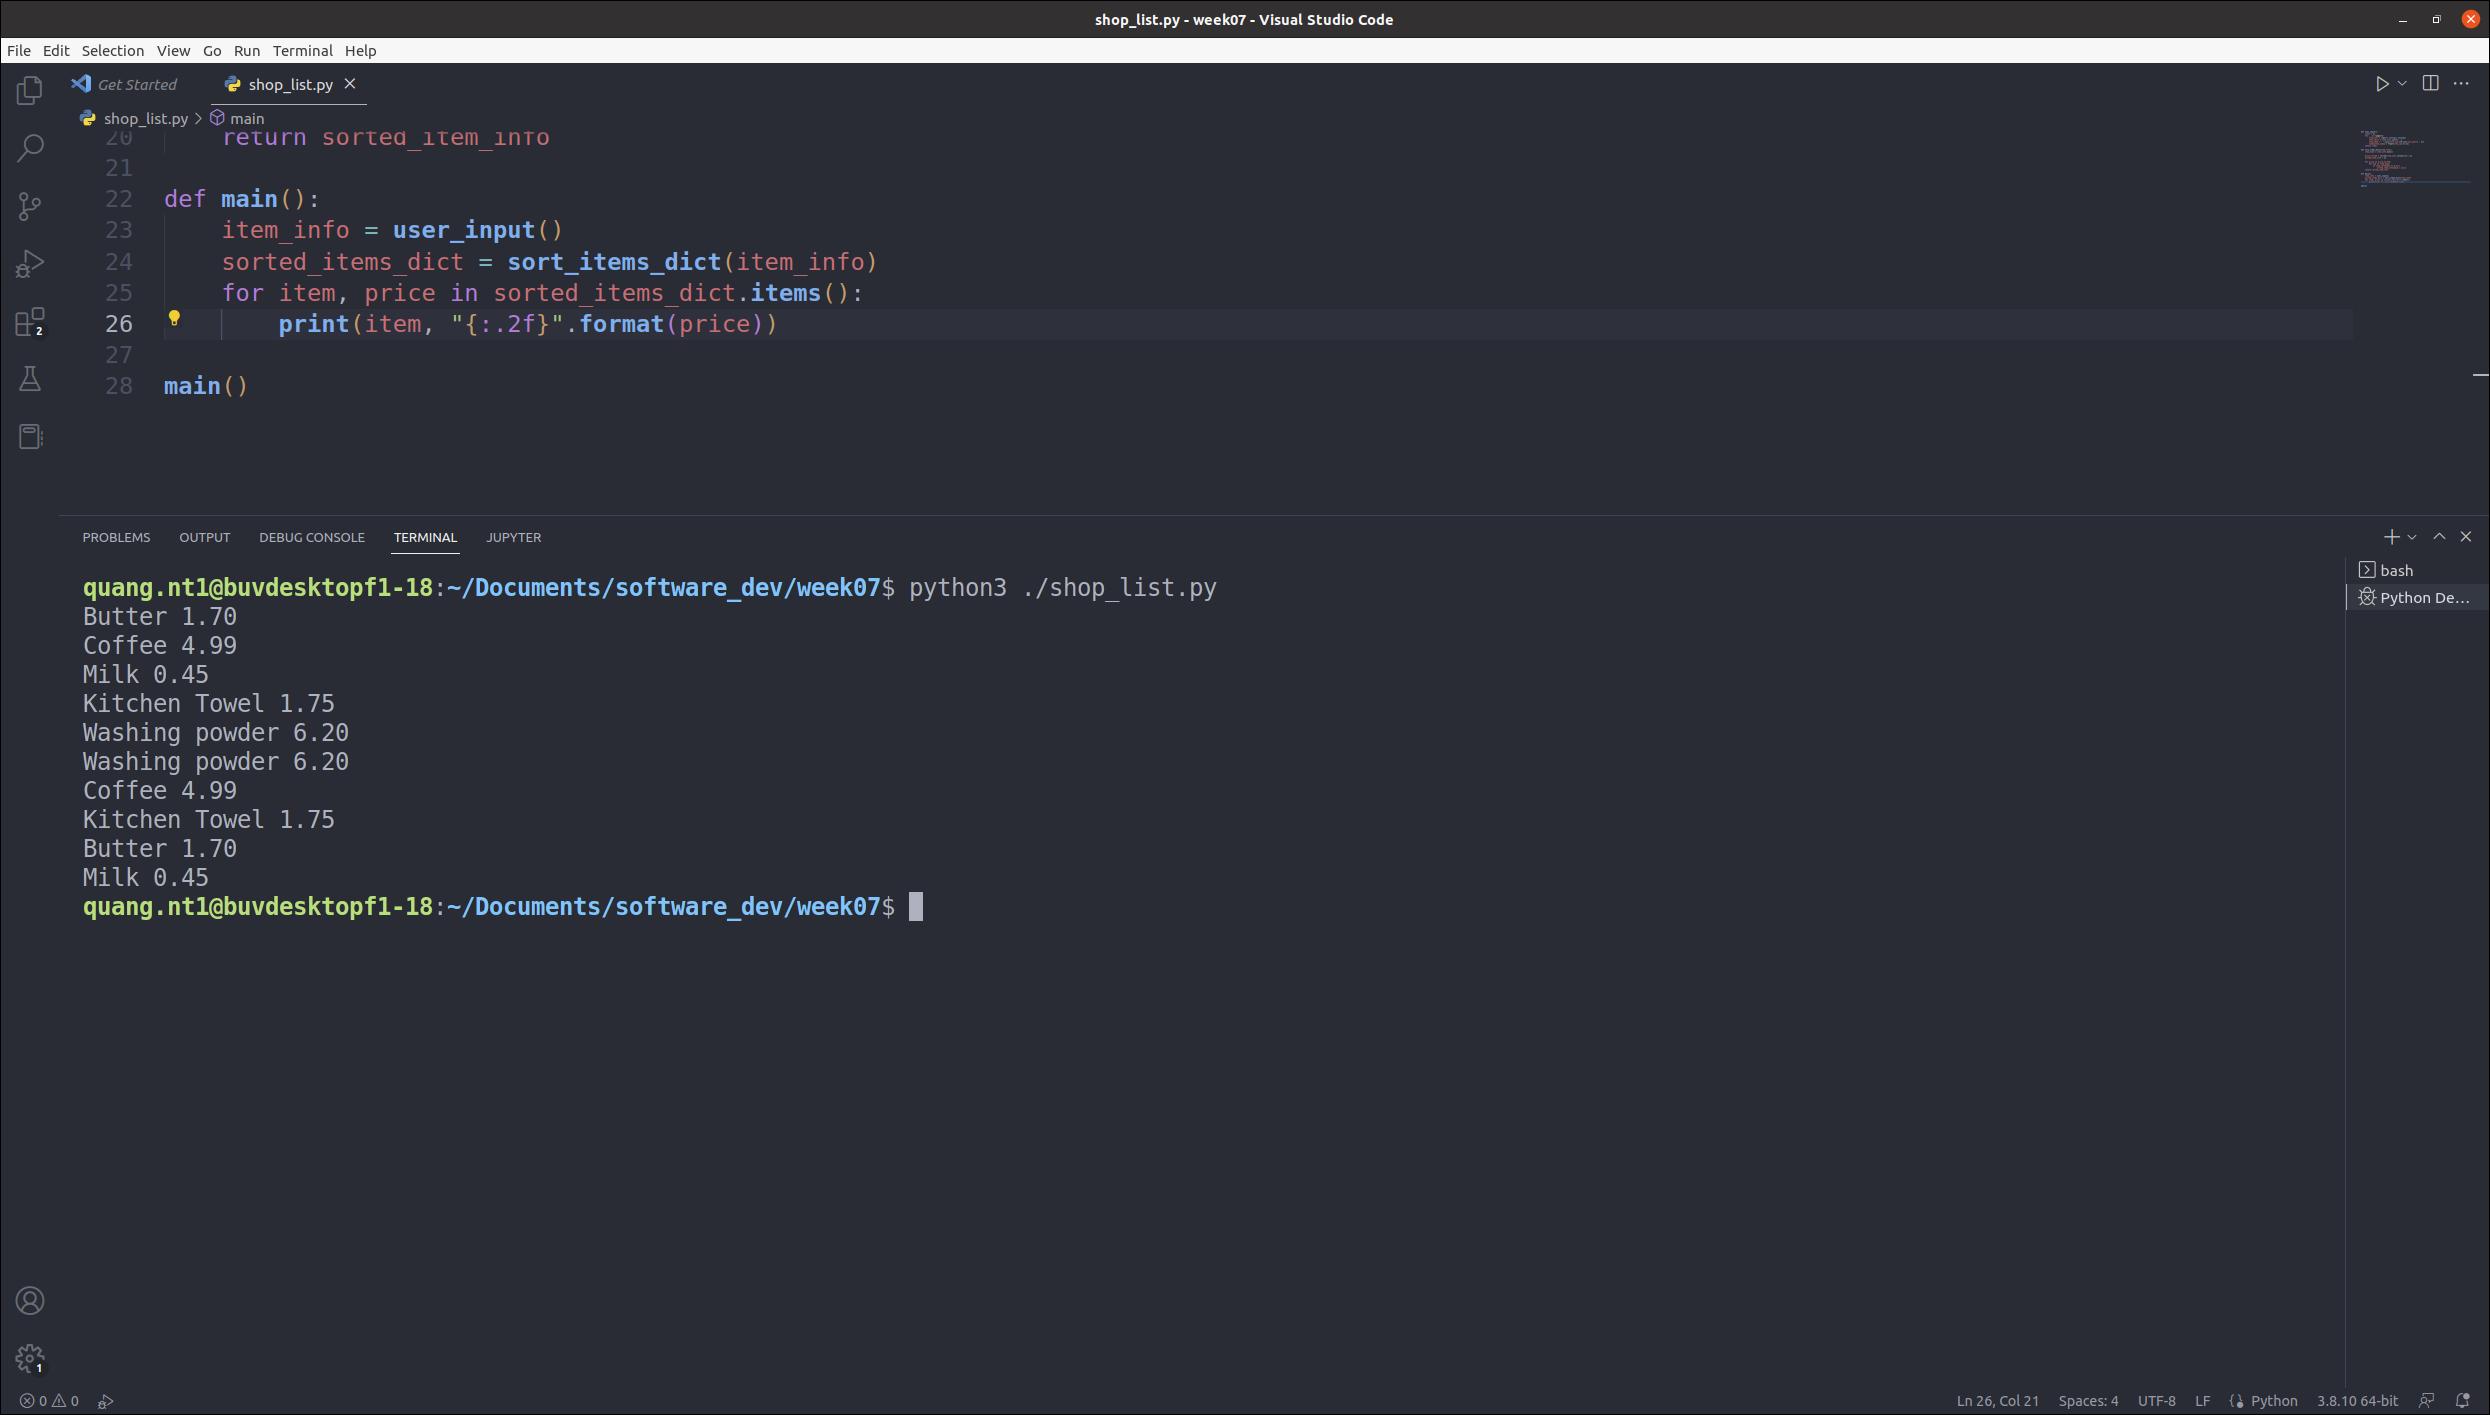 shop_list.py - week07 - Visual Studio Code
File Edit Selection View Go Run Terminal Help
Get Started shop_list.py
shop_list.py > main
20 return sorted_item_info
21
22 def main():
23 item_info = user_input()
24 sorted_items_dict = sort_items_dict(item_info)
25 for item, price in sorted_items_dict.items():
26 print(item, "{:.2f}".format(price))
27
28 main()
2
PROBLEMS OUTPUT DEBUG CONSOLE TERMINAL JUPYTER
bash
Python De...
quang.nt1@buvdesktopf1-18:~/Documents/software_dev/week07$ python3 ./shop_list.py
Butter 1.70
Coffee 4.99
Milk 0.45
Kitchen Towel 1.75
Washing powder 6.20
Washing powder 6.20
Coffee 4.99
Kitchen Towel 1.75
Butter 1.70
Milk 0.45
quang.nt1@buvdesktopf1-18:~/Documents/software_dev/week07$
1
0 0 Ln 26, Col 21 Spaces: 4 UTF-8 LF Python 3.8.10 64-bit